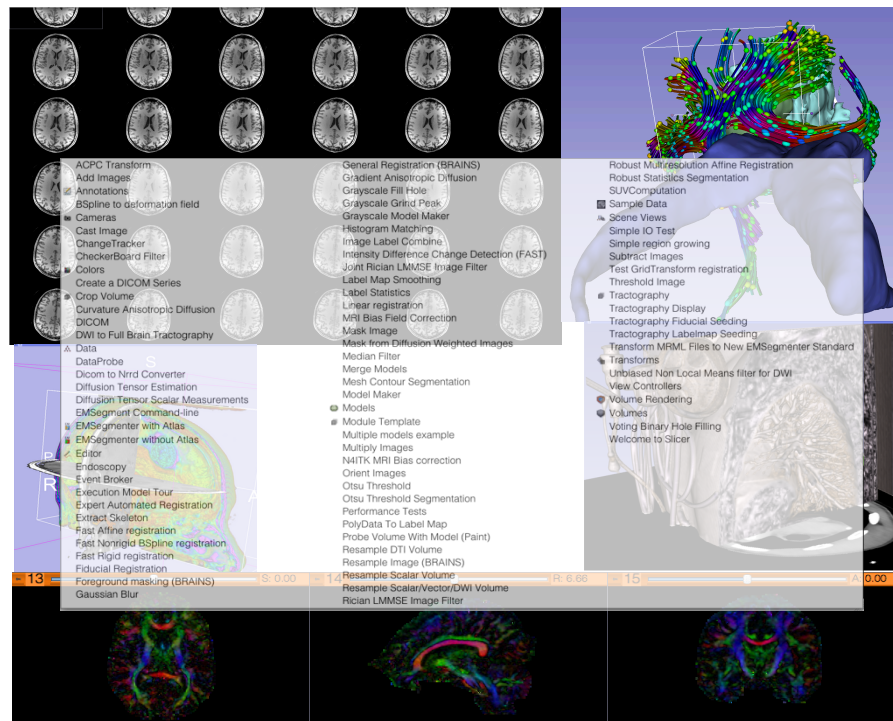 ACPC Transform
Add Images
Annotations
BSpline to deformation field
Cameras
Cast Image
ChangeTracker
CheckerBoard Filter
Colors
Create a DICOM Series
Crop Volume
Curvature Anisotropic Diffusion
DICOM
DWI to Full Brain Tractography
Data
DataProbe
Dicom to Nrrd Converter
Diffusion Tensor Estimation
Diffusion Tensor Scalar Measurements
EMSegment Command-line
EMSegmenter with Atlas
EMSegmenter without Atlas
Editor
Endoscopy
Event Broker
Execution Model Tour
Expert Automated Registration
Extract Skeleton
Fast Affine registration
Fast Nonrigid BSpline registration
Fast Rigid registration
Fiducial Registration
Foreground masking (BRAINS)
Gaussian Blur
General Registration (BRAINS)
Gradient Anisotropic Diffusion
Grayscale Fill Hole
Grayscale Grind Peak
Grayscale Model Maker
Histogram Matching
Image Label Combine
Intensity Difference Change Detection (FAST)
Joint Rician LMMSE Image Filter
Label Map Smoothing
Label Statistics
Linear registration
MRI Bias Field Correction
Mask Image
Mask from Diffusion Weighted Images
Median Filter
Merge Models
Mesh Contour Segmentation
Model Maker
Models
Module Template
Multiple models example
Multiply Images
N4ITK MRI Bias correction
Orient Images
Otsu Threshold
Otsu Threshold Segmentation
Performance Tests
PolyData To Label Map
Probe Volume With Model (Paint)
Resample DTI Volume
Resample Image (BRAINS)
Resample Scalar Volume
Resample Scalar/Vector/DWI Volume
Rician LMMSE Image Filter
Robust Multiresolution Affine Registration
Robust Statistics Segmentation
SUVComputation
Sample Data
Scene Views
Simple IO Test
Simple region growing
Subtract Images
Test GridTransform registration
Threshold Image
Tractography
Tractography Display
Tractography Fiducial Seeding
Tractography Labelmap Seeding
Transform MRML Files to New EMSegmenter Standard
Transforms
Unbiased Non Local Means filter for DWI
View Controllers
Volume Rendering
Volumes
Voting Binary Hole Filling
Welcome to Slicer
S
P
R
A
13 S: 0.00
14 R: 6.66
15 A: 0.00